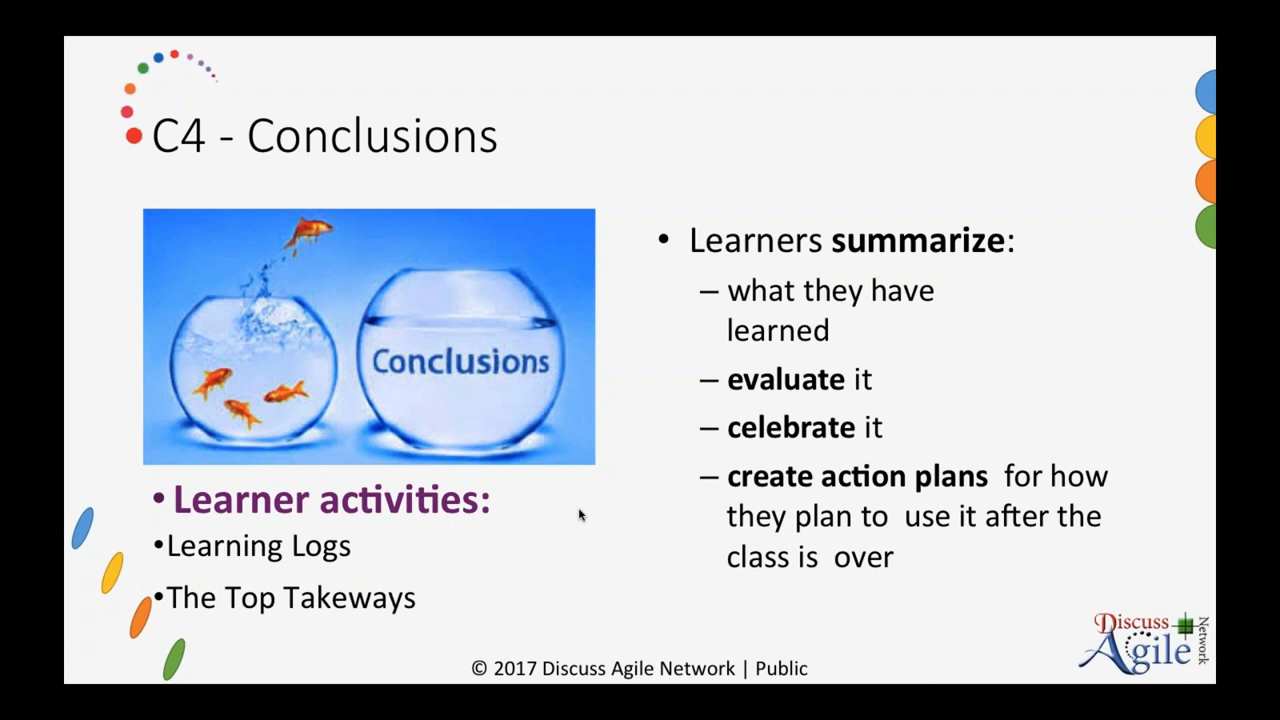 C4 - Conclusions
Conclusions
• Learner activities:
•Learning Logs
•The Top Takeways
• Learners summarize:
– what they have
learned
– evaluate it
– celebrate it
– create action plans for how
they plan to use it after the
class is over
© 2017 Discuss Agile Network | Public
Discuss
Agile
Network